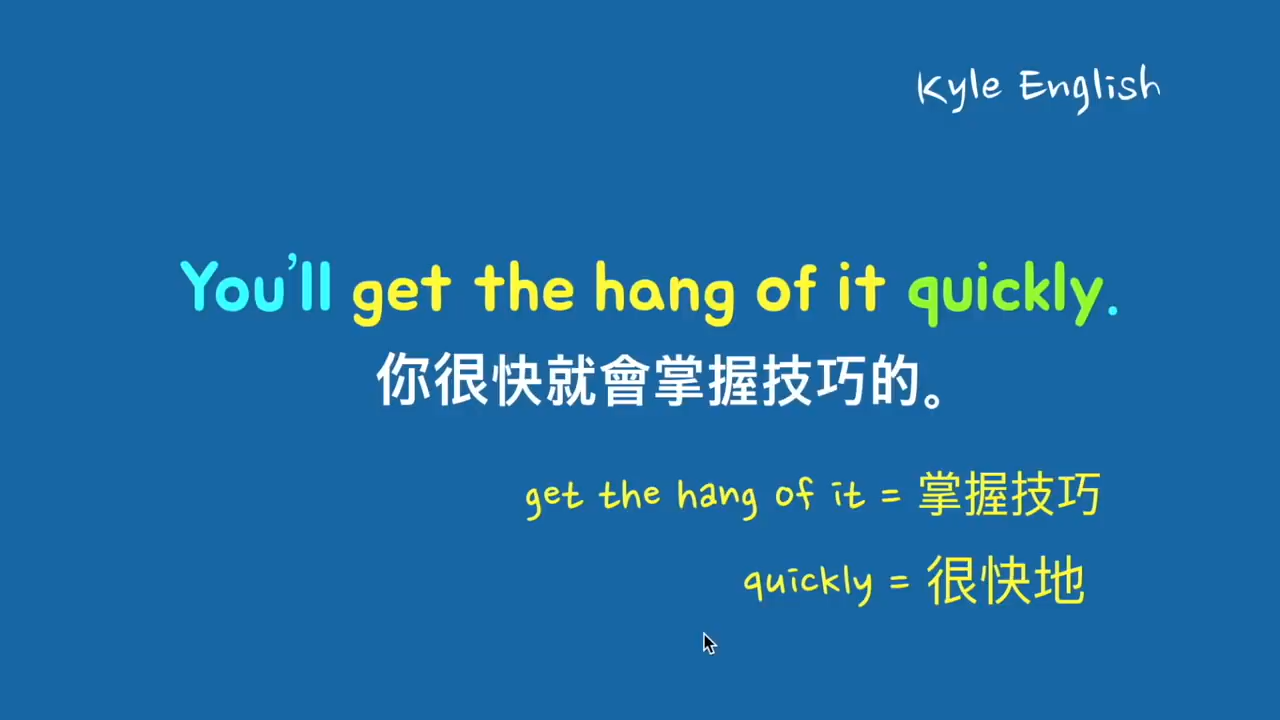 Kyle English
You’ll get the hang of it quickly.
你很快就會掌握技巧的。
get the hang of it = 掌握技巧
quickly = 很快地